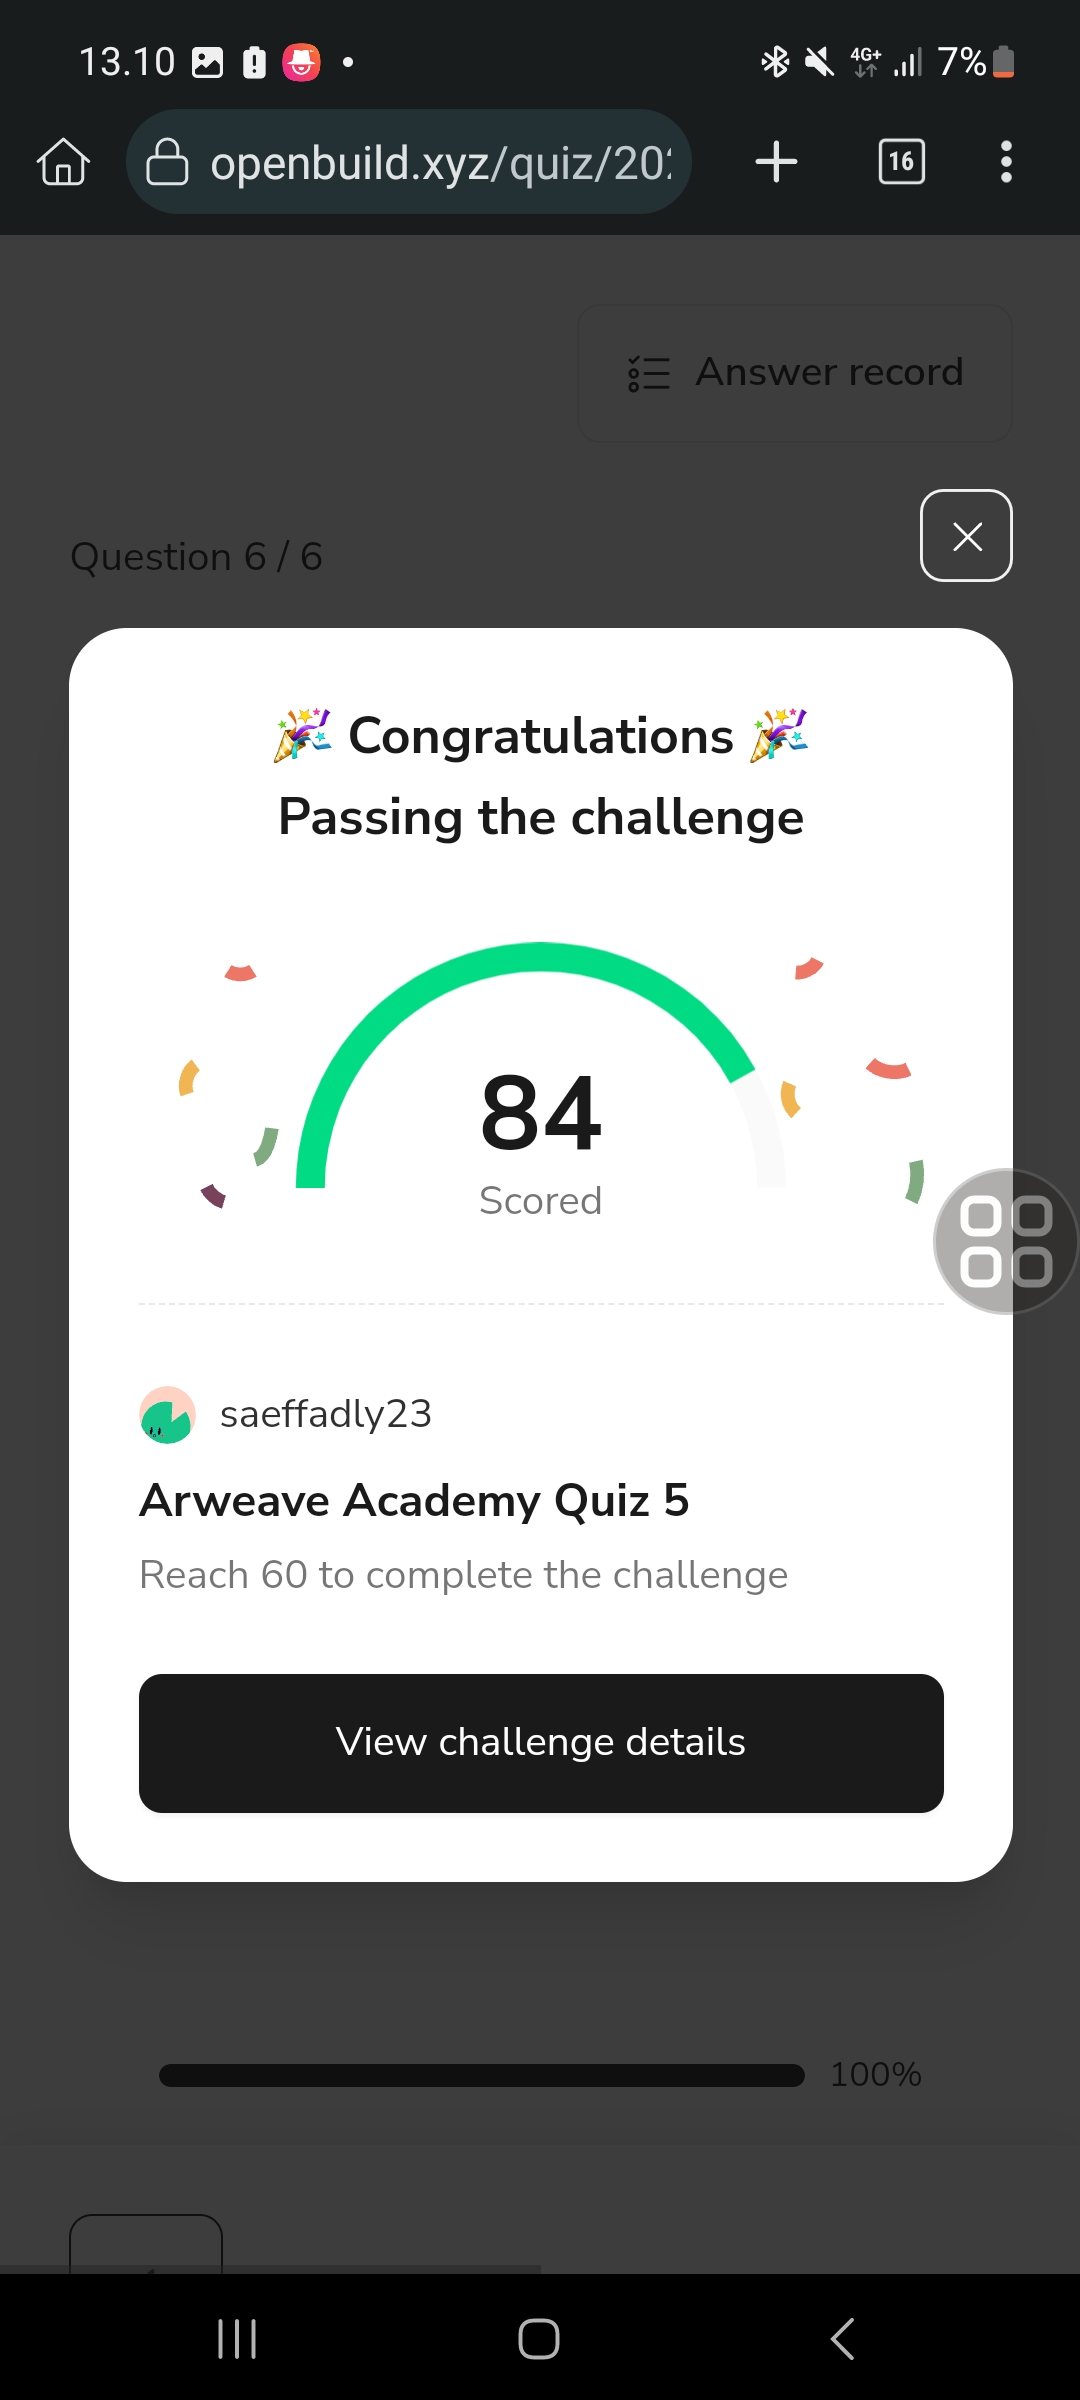 13.10
4G+
7%
openbuild.xyz/quiz/20
16
Answer record
Question 6 / 6
🎉 Congratulations 🎉
Passing the challenge
84
Scored
saeffadly23
Arweave Academy Quiz 5
Reach 60 to complete the challenge
View challenge details
100%